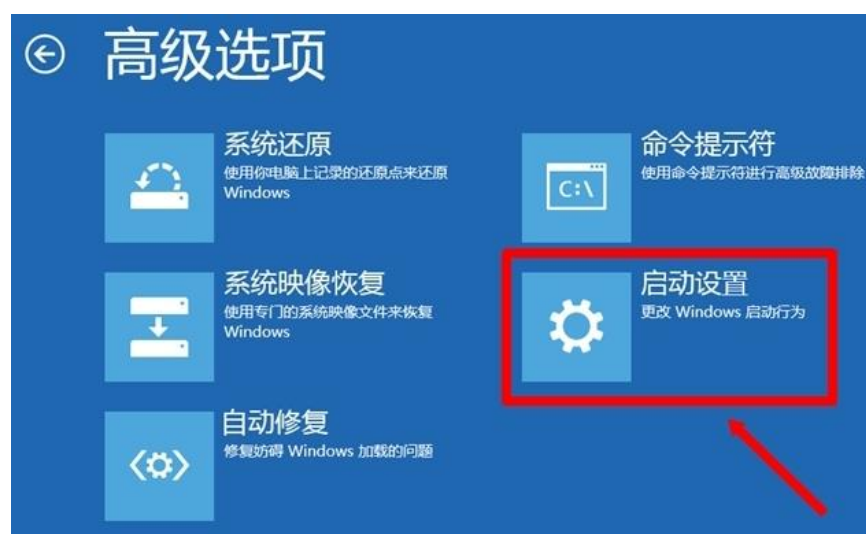 高级选项
系统还原
使用你电脑上记录的还原点来还原
Windows
命令提示符
使用命令提示符进行高级故障排除
C:\
系统映像恢复
使用专门的系统映像文件来恢复
Windows
启动设置
更改 Windows 启动行为
自动修复
修复妨碍 Windows 加载的问题